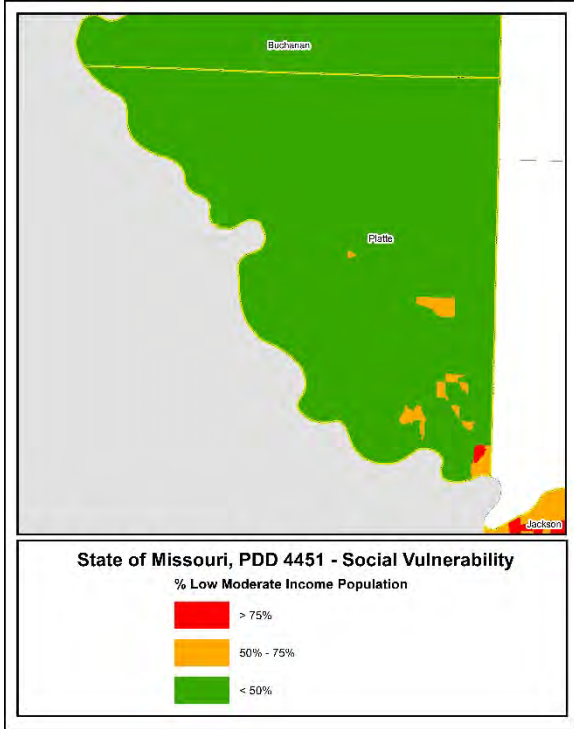 Buchanan
Platte
Jackson
State of Missouri, PDD 4451 - Social Vulnerability
% Low Moderate Income Population
> 75%
50% - 75%
< 50%